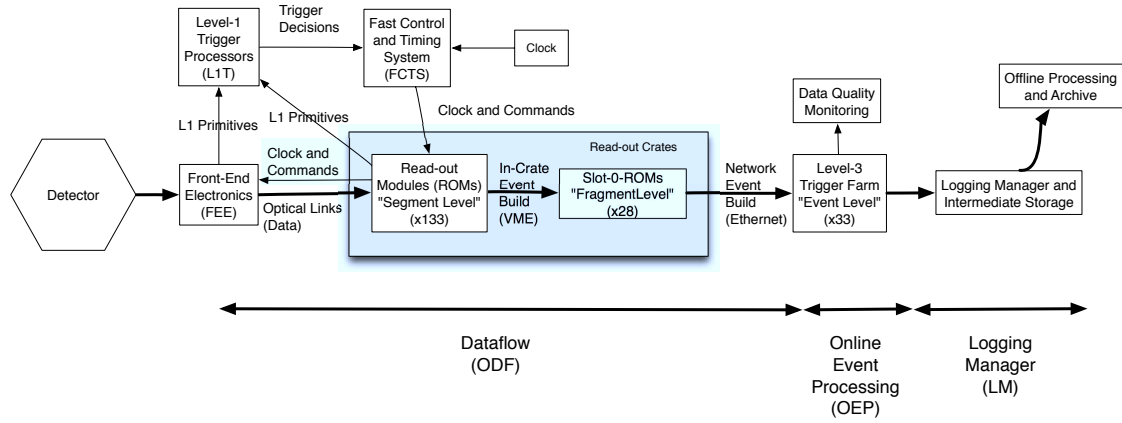 Level-1
Trigger
Processors
(L1T)
Trigger
Decisions
Fast Control
and Timing
System
(FCTS)
Clock
Clock and Commands
L1 Primitives
L1 Primitives
Data Quality
Monitoring
Offline Processing
and Archive
Detector
Front-End
Electronics
(FEE)
Clock and
Commands
Optical Links
(Data)
Read-out Crates
Read-out
Modules (ROMs)
"Segment Level"
(x133)
In-Crate
Event
Build
(VME)
Slot-0-ROMs
"FragmentLevel"
(x28)
Network
Event
Build
(Ethernet)
Level-3
Trigger Farm
"Event Level"
(x33)
Logging Manager and
Intermediate Storage
Dataflow
(ODF)
Online
Event
Processing
(OEP)
Logging
Manager
(LM)